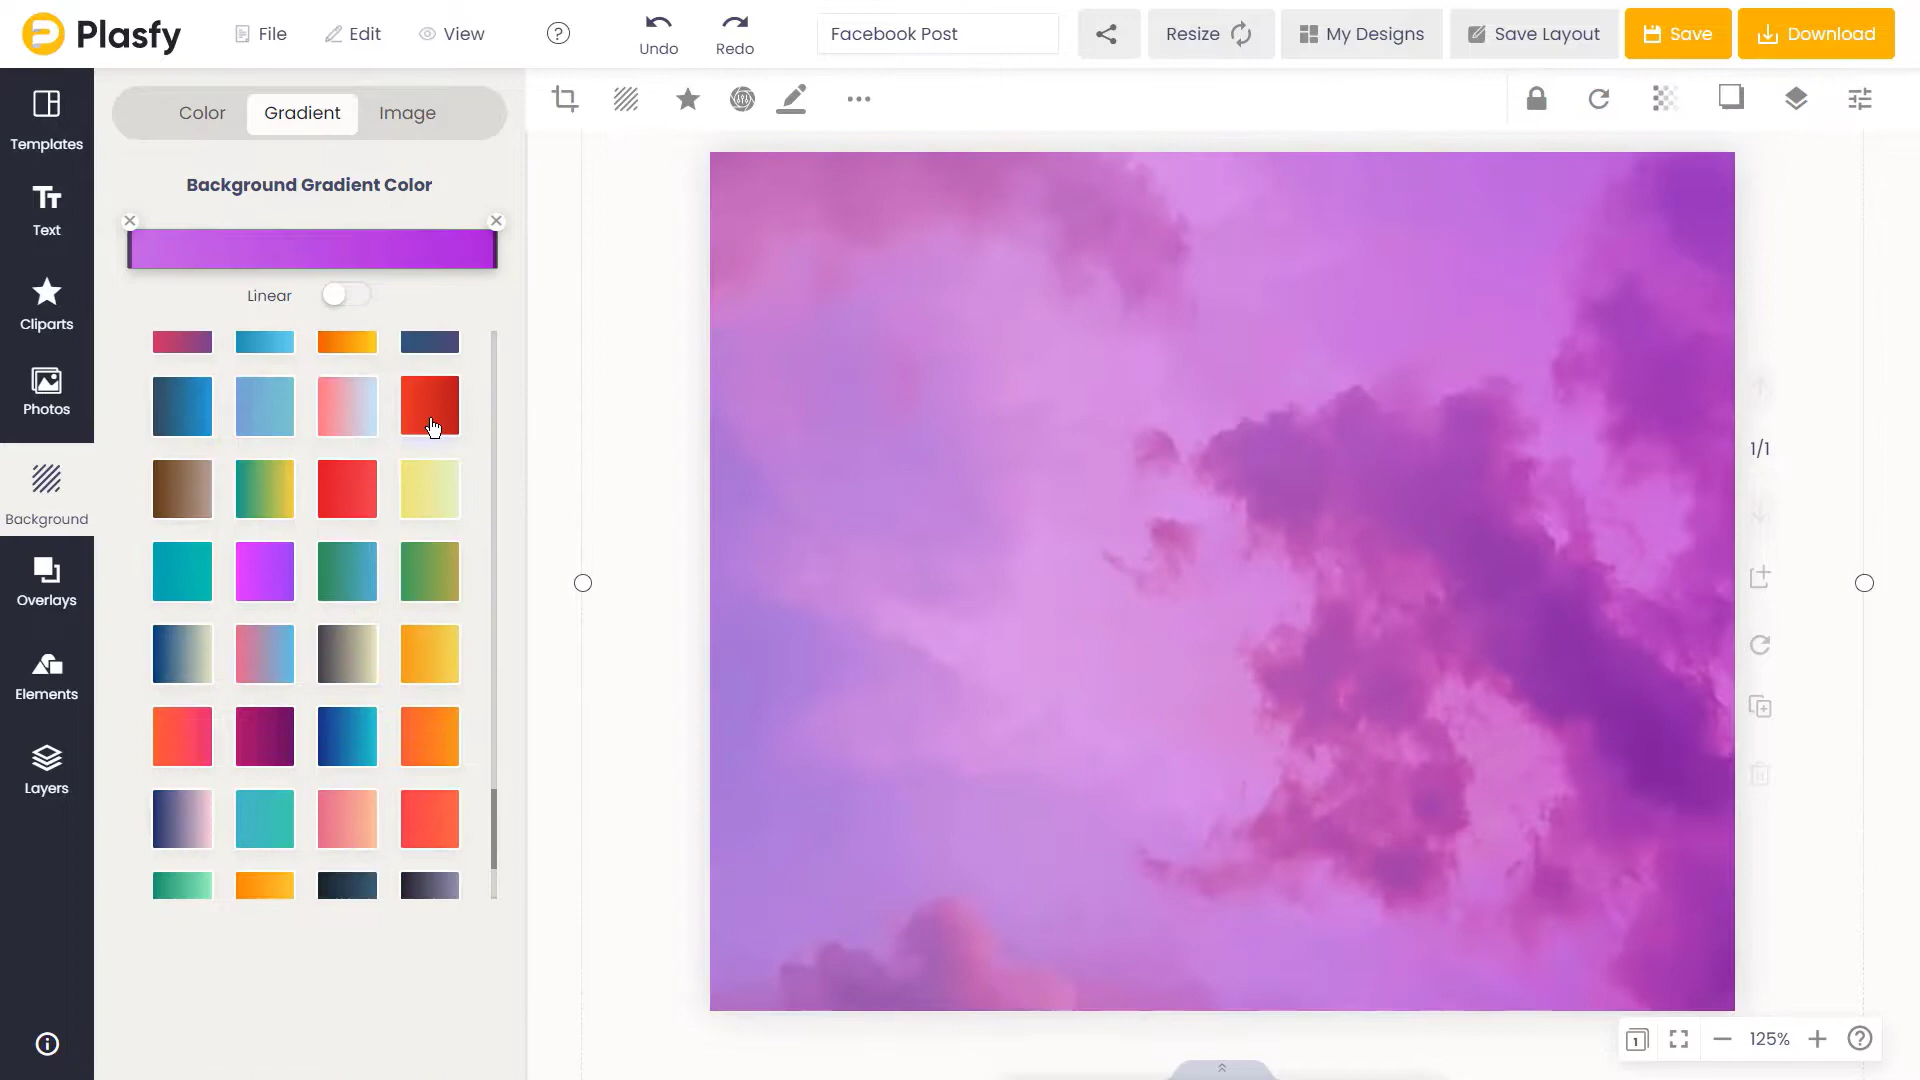 Plasfy
File
Edit
View
Undo
Redo
Facebook Post
Resize
My Designs
Save Layout
Save
Download
Color
Gradient
Image
Templates
Text
Cliparts
Photos
Background
Overlays
Elements
Layers
Background Gradient Color
Linear
1/1
1
125%